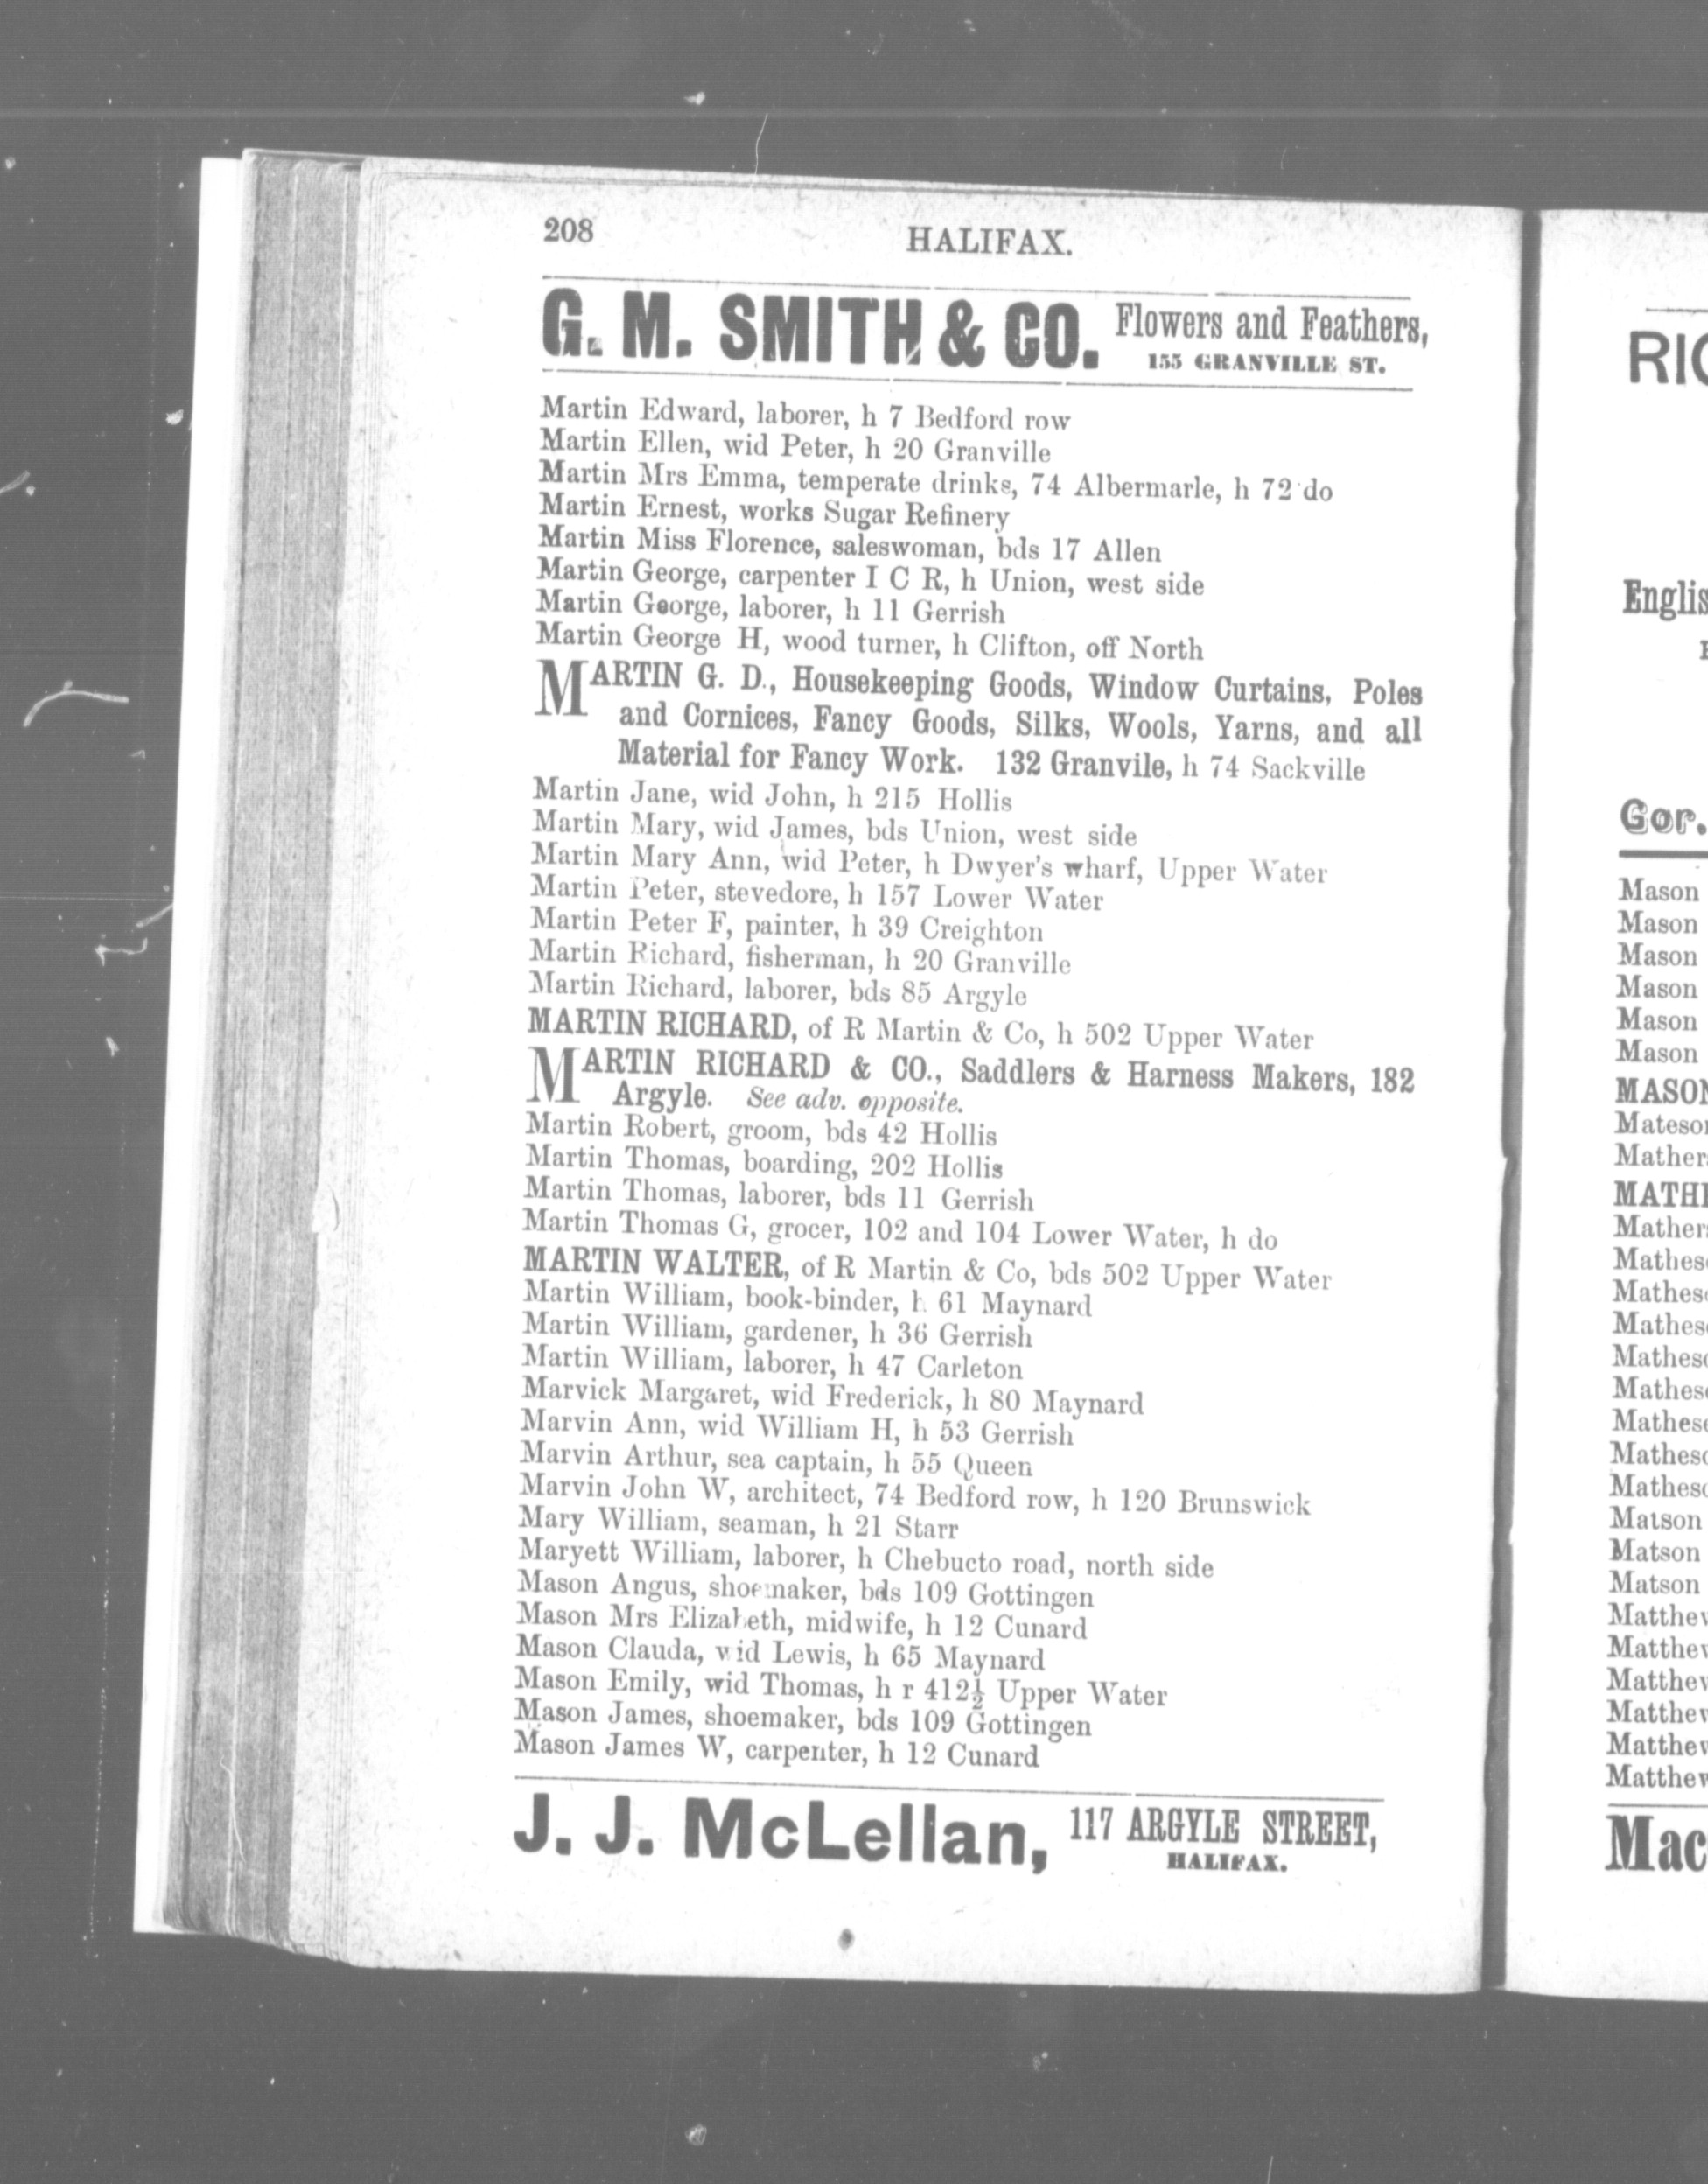 208
HALIFAX.
G. M. SMITH & CO. Flowers and Feathers,
155 GRANVILLE ST.
Martin Edward, laborer, h 7 Bedford row
Martin Ellen, wid Peter, h 20 Granville
Martin Mrs Emma, temperate drinks, 74 Albermarle, h 72 do
Martin Ernest, works Sugar Refinery
Martin Miss Florence, saleswoman, bds 17 Allen
Martin George, carpenter I C R, h Union, west side
Martin George, laborer, h 11 Gerrish
Martin George H, wood turner, h Clifton, off North
MARTIN G. D., Housekeeping Goods, Window Curtains, Poles
and Cornices, Fancy Goods, Silks, Wools, Yarns, and all
Material for Fancy Work. 132 Granvile, h 74 Sackville
Martin Jane, wid John, h 215 Hollis
Martin Mary, wid James, bds Union, west side
Martin Mary Ann, wid Peter, h Dwyer's wharf, Upper Water
Martin Peter, stevedore, h 157 Lower Water
Martin Peter F, painter, h 39 Creighton
Martin Richard, fisherman, h 20 Granville
Martin Richard, laborer, bds 85 Argyle
MARTIN RICHARD, of R Martin & Co, h 502 Upper Water
MARTIN RICHARD & CO., Saddlers & Harness Makers, 182
Argyle. See adv. opposite.
Martin Robert, groom, bds 42 Hollis
Martin Thomas, boarding, 202 Hollis
Martin Thomas, laborer, bds 11 Gerrish
Martin Thomas G, grocer, 102 and 104 Lower Water, h do
MARTIN WALTER, of R Martin & Co, bds 502 Upper Water
Martin William, book-binder, h 61 Maynard
Martin William, gardener, h 36 Gerrish
Martin William, laborer, h 47 Carleton
Marvick Margaret, wid Frederick, h 80 Maynard
Marvin Ann, wid William H, h 53 Gerrish
Marvin Arthur, sea captain, h 55 Queen
Marvin John W, architect, 74 Bedford row, h 120 Brunswick
Mary William, seaman, h 21 Starr
Maryett William, laborer, h Chebucto road, north side
Mason Angus, shoemaker, bds 109 Gottingen
Mason Mrs Elizabeth, midwife, h 12 Cunard
Mason Clauda, wid Lewis, h 65 Maynard
Mason Emily, wid Thomas, h r 412½ Upper Water
Mason James, shoemaker, bds 109 Gottingen
Mason James W, carpenter, h 12 Cunard
J. J. McLellan, 117 ARGYLE STREET,
HALIFAX.
Cor.
Mason
Mason
Mason
Mason
Mason
Mason
MASON
Matson
Matson
Matson